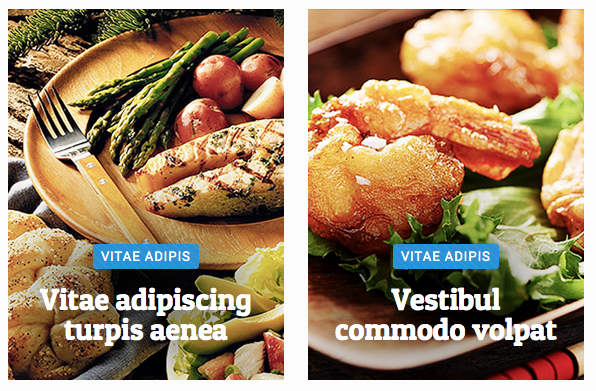 VITAE ADIPIS
Vitae adipiscing
turpis aenea
VITAE ADIPIS
Vestibul
commodo volpat